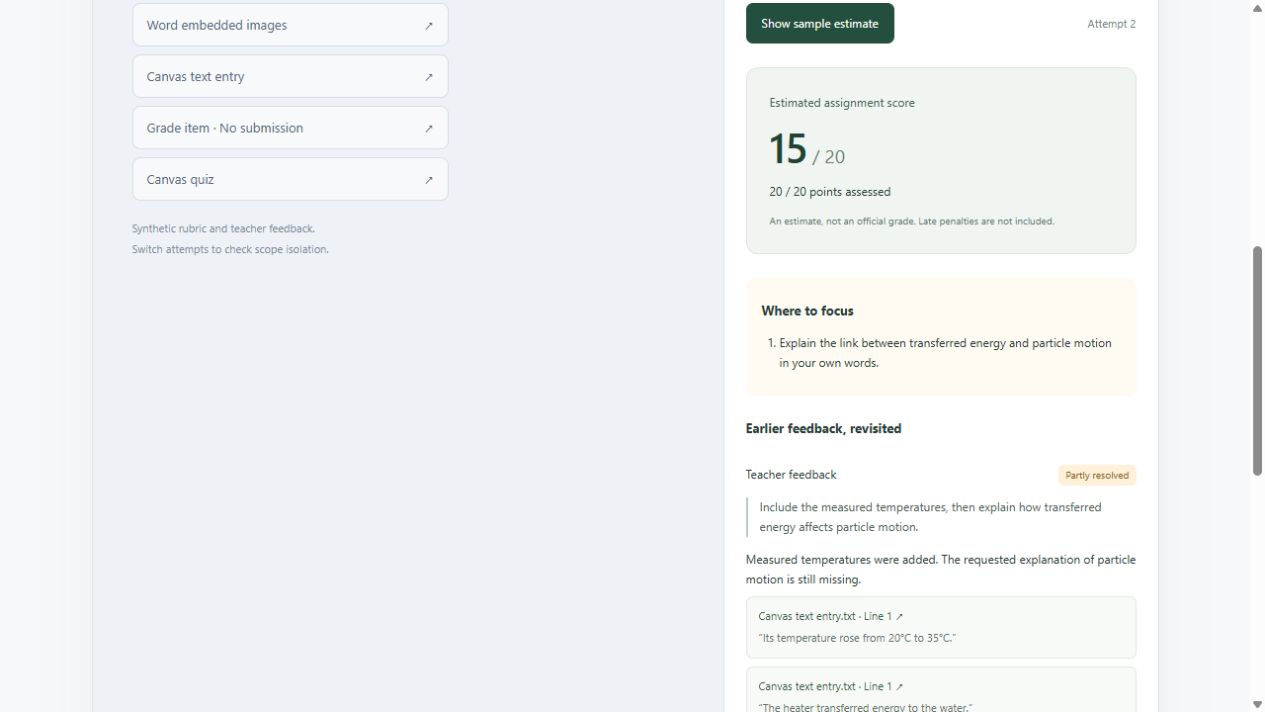 Word embedded images ↗
Canvas text entry ↗
Grade item · No submission ↗
Canvas quiz ↗
Synthetic rubric and teacher feedback.
Switch attempts to check scope isolation.
Show sample estimate
Attempt 2
Estimated assignment score
15 / 20
20 / 20 points assessed
An estimate, not an official grade. Late penalties are not included.
Where to focus
1. Explain the link between transferred energy and particle motion
in your own words.
Earlier feedback, revisited
Teacher feedback
Partly resolved
Include the measured temperatures, then explain how transferred
energy affects particle motion.
Measured temperatures were added. The requested explanation of particle
motion is still missing.
Canvas text entry.txt · Line 1 ↗
“Its temperature rose from 20°C to 35°C.”
Canvas text entry.txt · Line 1 ↗
“The heater transferred energy to the water.”